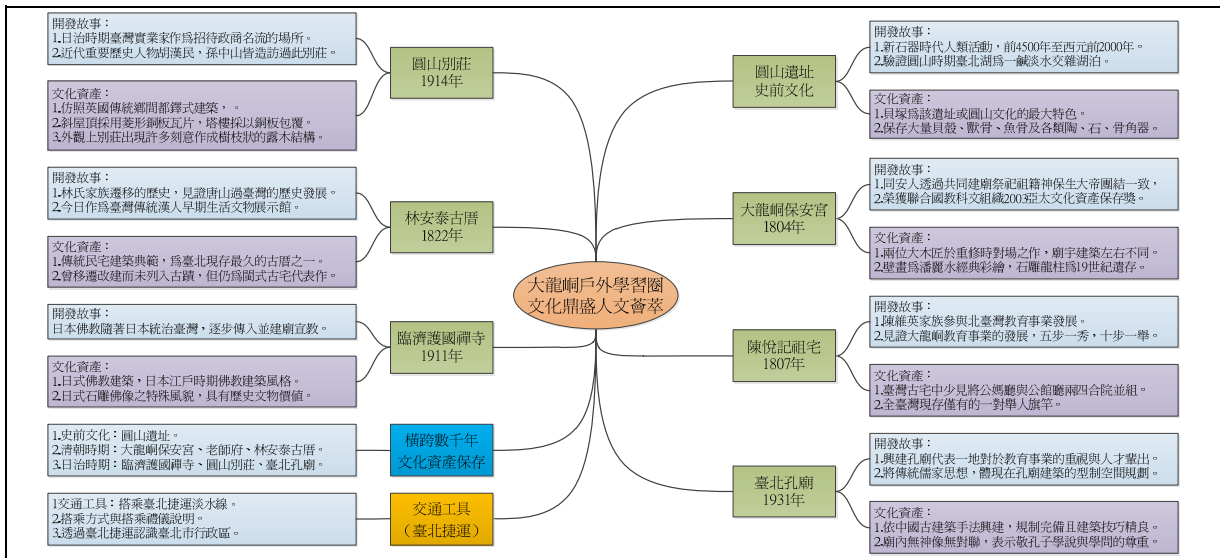 開發故事：
1.日治時期臺灣實業家作為招待政商名流的場所。
2.近代重要歷史人物胡漢民，孫中山皆造訪過此別莊。
文化資產：
1.仿照英國傳統鄉間都鐸式建築，。
2.斜屋頂採用菱形銅板瓦片，塔樓採以銅板包覆。
3.外觀上別莊出現許多刻意作成樹枝狀的露木結構。
圓山別莊
1914年
開發故事：
1.林氏家族遷移的歷史，見證唐山過臺灣的歷史發展。
2.今日作為臺灣傳統漢人早期生活文物展示館。
文化資產：
1.傳統民宅建築典範，為臺北現存最久的古厝之一。
2.曾移遷改建而未列入古蹟，但仍為閩式古宅代表作。
林安泰古厝
1822年
開發故事：
日本佛教隨著日本統治臺灣，逐步傳入並建廟宣教。
文化資產：
1.日式佛教建築，日本江戶時期佛教建築風格。
2.日式石雕佛像之特殊風貌，具有歷史文物價值。
臨濟護國禪寺
1911年
1.史前文化：圓山遺址。
2.清朝時期：大龍峒保安宮、老師府、林安泰古厝。
3.日治時期：臨濟護國禪寺、圓山別莊、臺北孔廟。
橫跨數千年
文化資產保存
1交通工具：搭乘臺北捷運淡水線。
2.搭乘方式與搭乘禮儀說明。
3.透過臺北捷運認識臺北市行政區。
交通工具
（臺北捷運）
大龍峒戶外學習圈
文化鼎盛人文薈萃
圓山遺址
史前文化
開發故事：
1.新石器時代人類活動，前4500年至西元前2000年。
2.驗證圓山時期臺北湖為一鹹淡水交雜湖泊。
文化資產：
1.貝塚為該遺址或圓山文化的最大特色。
2.保存大量貝殼、獸骨、魚骨及各類陶、石、骨角器。
大龍峒保安宮
1804年
開發故事：
1.同安人透過共同建廟祭祀祖籍神保生大帝團結一致，
2.榮獲聯合國教科文組織2003亞太文化資產保存獎。
文化資產：
1.兩位大木匠於重修時對場之作，廟宇建築左右不同。
2.壁畫為潘麗水經典彩繪，石雕龍柱為19世紀遺存。
陳悅記祖宅
1807年
開發故事：
1.陳維英家族參與北臺灣教育事業發展。
2.見證大龍峒教育事業的發展，五步一秀，十步一舉。
文化資產：
1.臺灣古宅中少見將公媽廳與公館廳兩四合院並組。
2.全臺灣現存僅有的一對舉人旗竿。
臺北孔廟
1931年
開發故事：
1.興建孔廟代表一地對於教育事業的重視與人才輩出。
2.將傳統儒家思想，體現在孔廟建築的型制空間規劃。
文化資產：
1.依中國古建築手法興建，規制完備且建築技巧精良。
2.廟內無神像無對聯，表示敬孔子學說與學問的尊重。